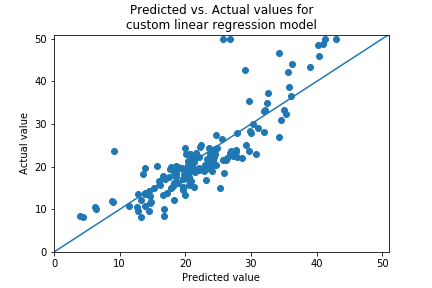 Predicted vs. Actual values for
custom linear regression model
50
40
30
20
10
0
Actual value
0 10 20 30 40 50
Predicted value